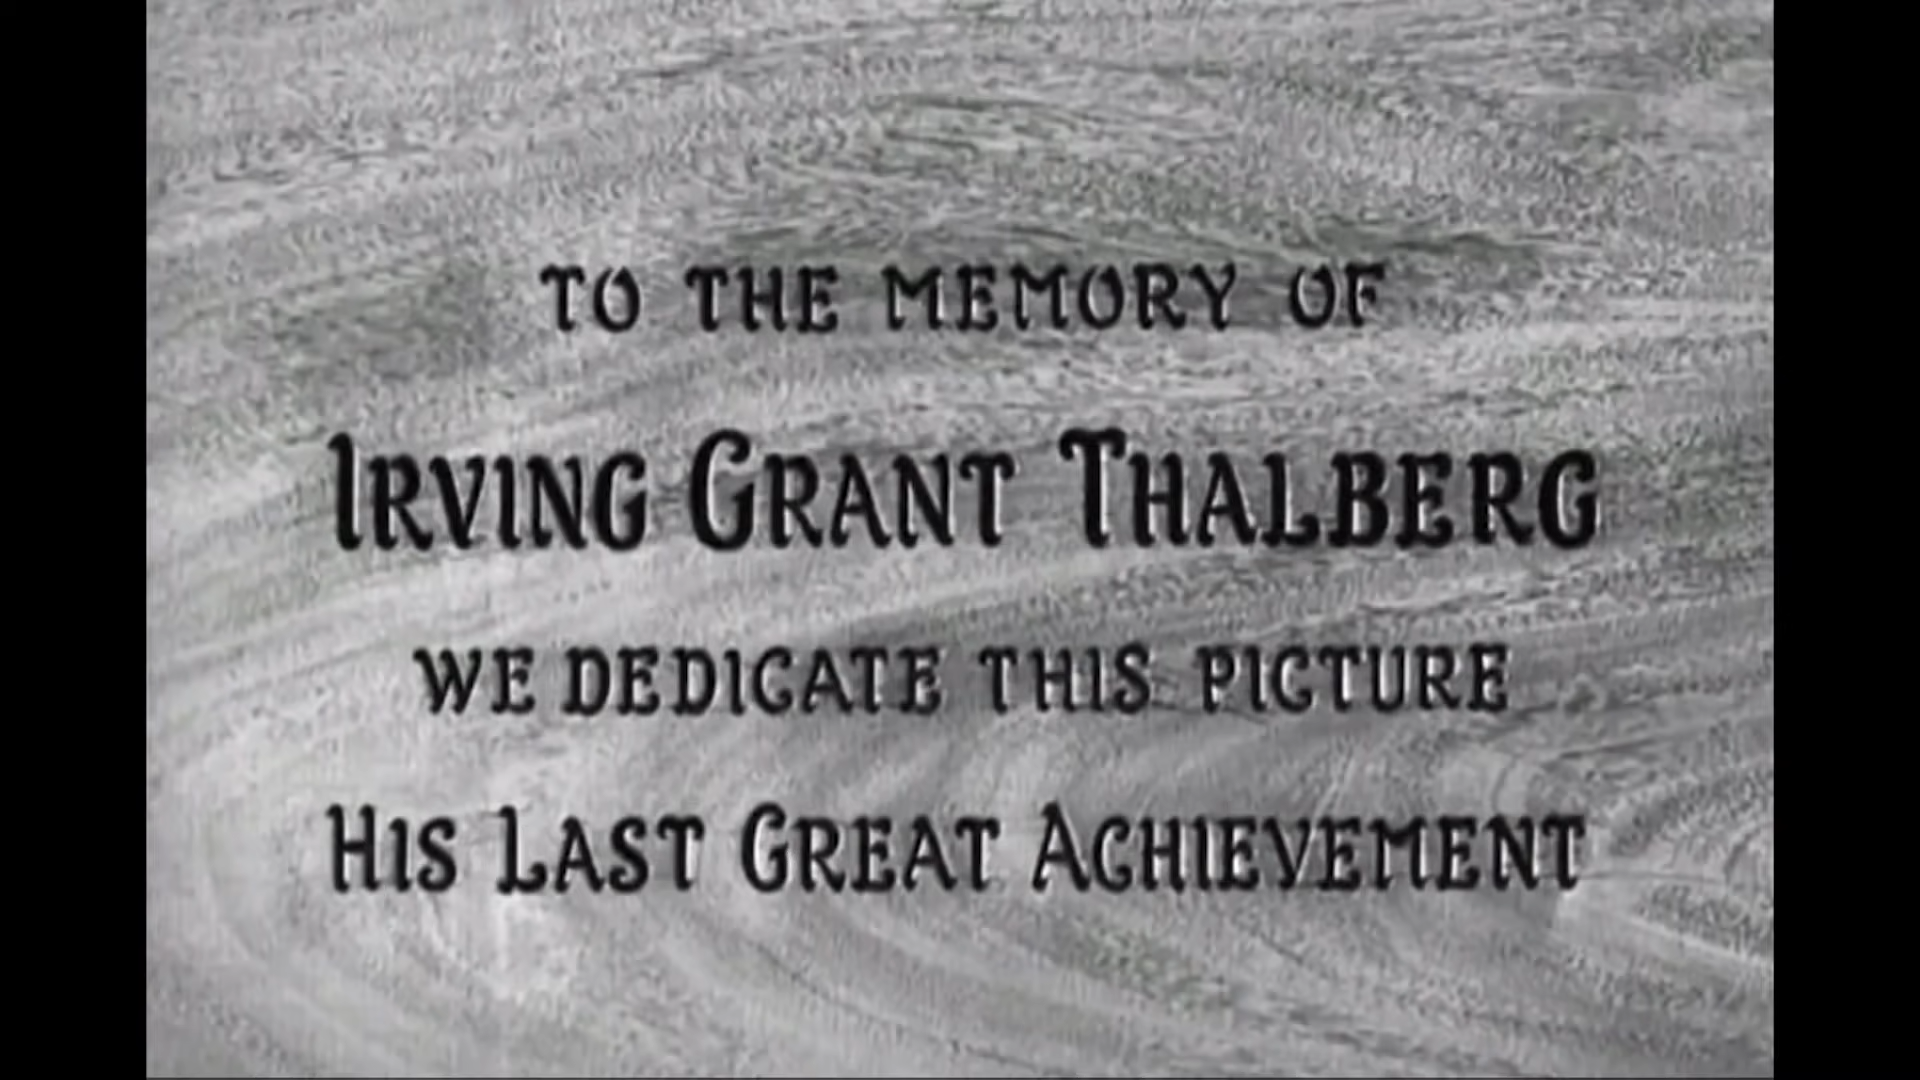 TO THE MEMORY OF
IRVING GRANT THALBERG
WE DEDICATE THIS PICTURE
HIS LAST GREAT ACHIEVEMENT